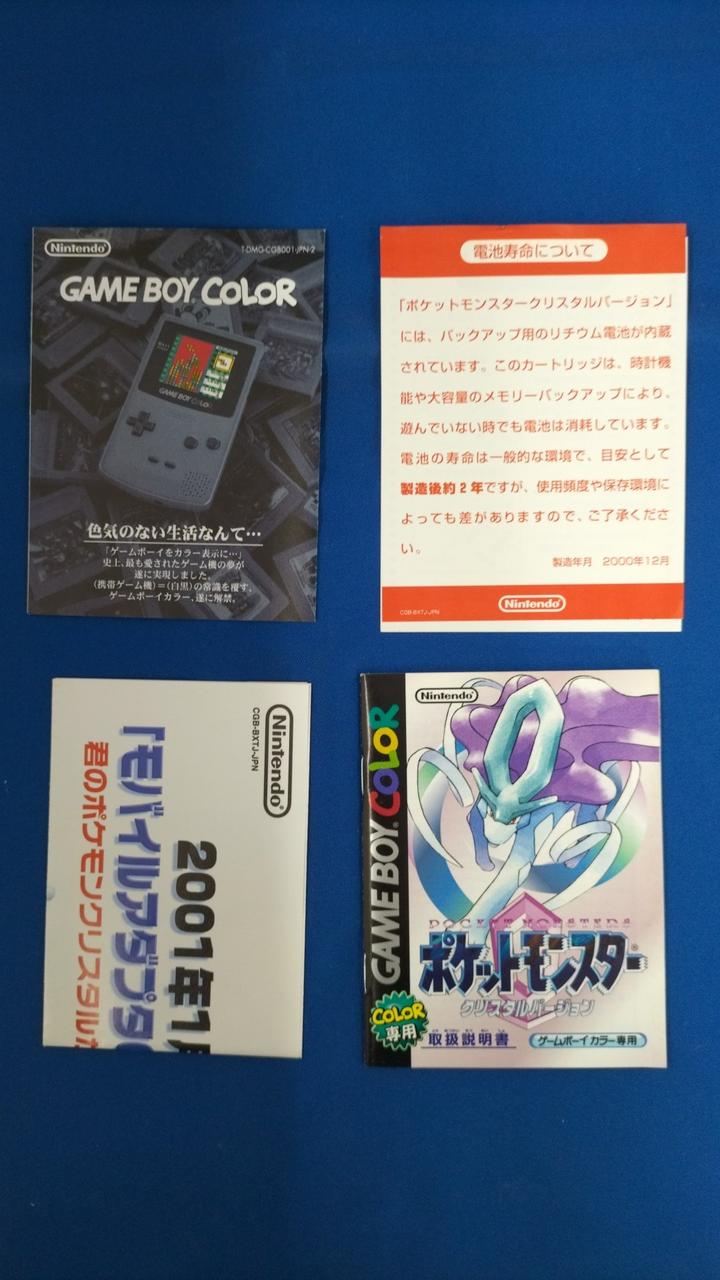 Nintendo
T-DMG-CGB001-JPN-2
GAME BOY COLOR
GAME BOY COLOR
色気のない生活なんて…
「ゲームボーイをカラー表示に…」
史上、最も愛されたゲーム機の夢が
遂に実現しました。
(携帯ゲーム機)=(白黒)の常識を覆す、
ゲームボーイカラー、遂に解禁。
電池寿命について
「ポケットモンスタークリスタルバージョン」
には、バックアップ用のリチウム電池が内蔵
されています。このカートリッジは、時計機
能や大容量のメモリーバックアップにより、
遊んでいない時でも電池は消耗しています。
電池の寿命は一般的な環境で、目安として
製造後約2年ですが、使用頻度や保存環境に
よっても差がありますので、ご了承くださ
い。
製造年月 2000年12月
CGB-BXTJ-JPN
Nintendo
Nintendo
CGB-BXTJ-JPN
2001年1月
「モバイルアダプタ
君のポケモンクリスタルが
Nintendo
GAME BOY COLOR
POCKET MONSTERS
ポケットモンスター
クリスタルバージョン
COLOR
専用
取扱説明書
ゲームボーイカラー専用